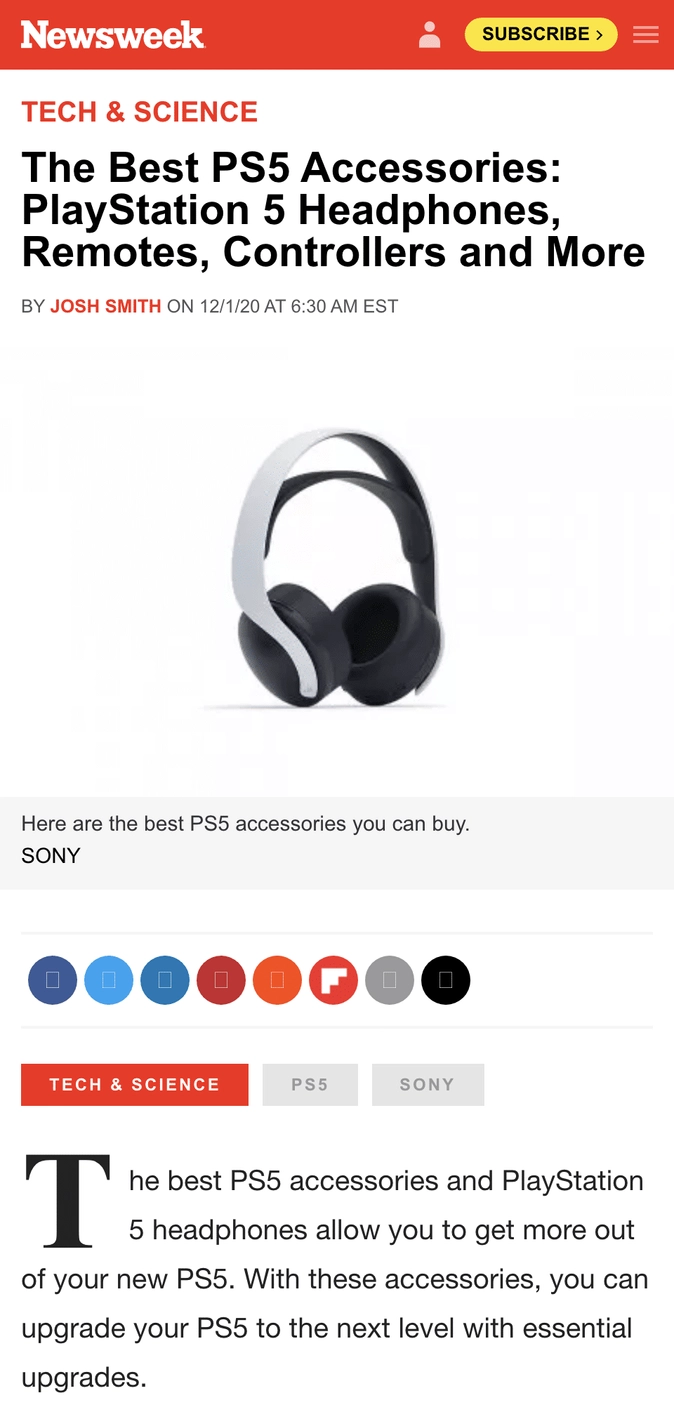 Newsweek
SUBSCRIBE ›
TECH & SCIENCE
The Best PS5 Accessories:
PlayStation 5 Headphones,
Remotes, Controllers and More
BY JOSH SMITH ON 12/1/20 AT 6:30 AM EST
Here are the best PS5 accessories you can buy.
SONY
TECH & SCIENCE
PS5
SONY
The best PS5 accessories and PlayStation
5 headphones allow you to get more out
of your new PS5. With these accessories, you can
upgrade your PS5 to the next level with essential
upgrades.